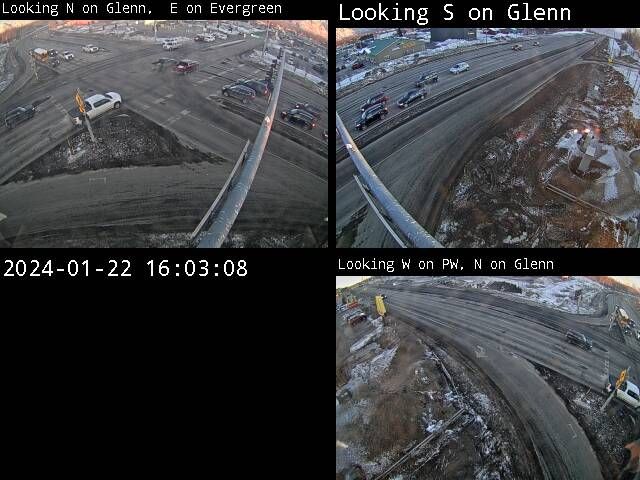 Looking N on Glenn,  E on Evergreen
Looking S on Glenn
2024-01-22 16:03:08
Looking W on PW, N on Glenn